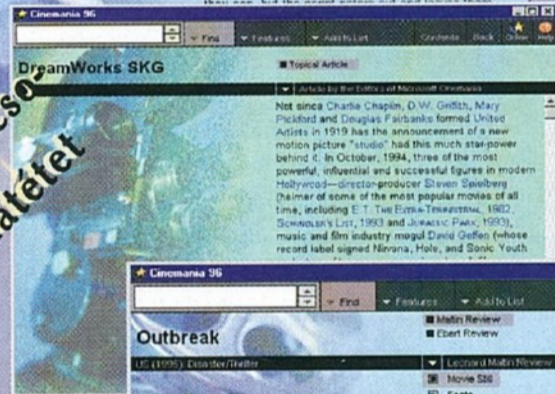 Cinemania 96
Find
Features
Add to List
Contents
Back
Online
Help
DreamWorks SKG
Topical Article
Article by the Editors of Microsoft Cinemania
Not since Charlie Chaplin, D.W. Griffith, Mary
Pickford and Douglas Fairbanks formed United
Artists in 1919 has the announcement of a new
motion picture "studio" had this much star-power
behind it. In October, 1994, three of the most
powerful, influential and successful figures in modern
Hollywood—director-producer Steven Spielberg
(helmer of some of the most popular movies of all
time, including E.T. THE EXTRA-TERRESTRIAL, 1982,
SCHINDLER'S LIST, 1993 and JURASSIC PARK, 1993),
music and film industry mogul David Geffen (whose
record label signed Nirvana, Hole, and Sonic Youth
Cinemania 96
Find
Features
Add to List
Outbreak
Maltin Review
Ebert Review
US (1995): Disaster/Thriller
Leonard Maltin Review
Movie Still